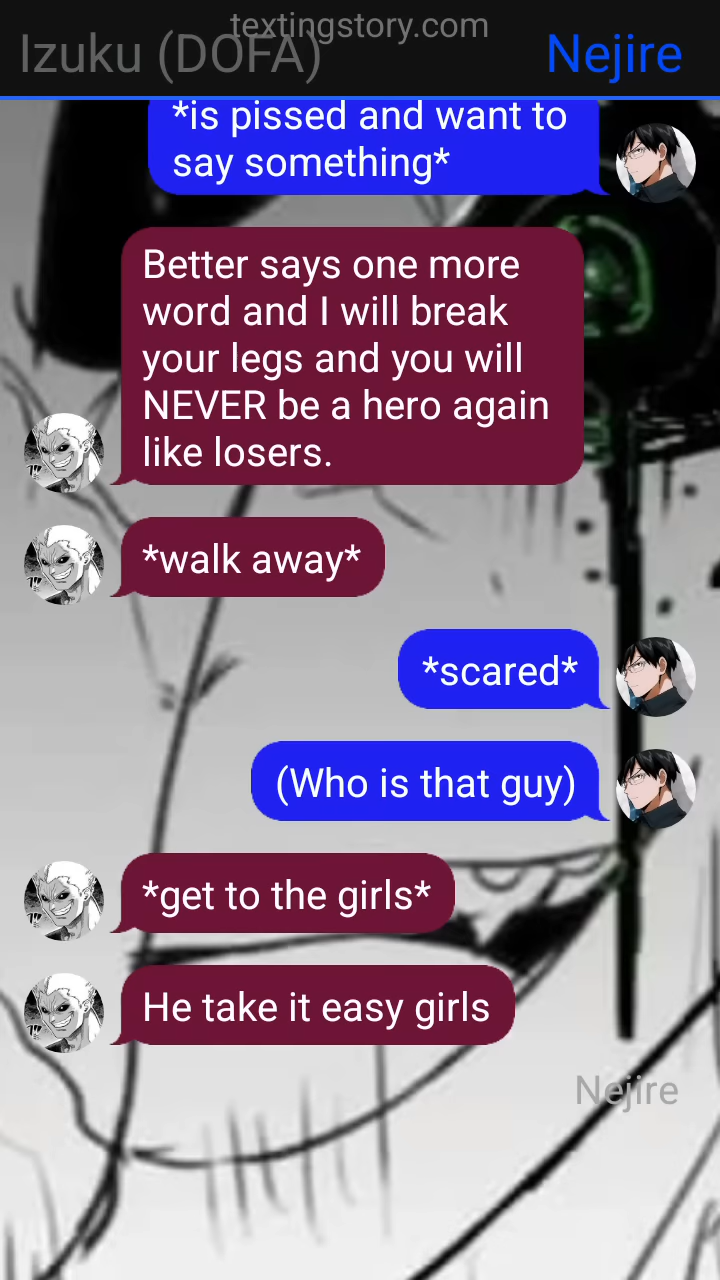 textingstory.com
Izuku (DOFA)
Nejire
*is pissed and want to
say something*
Better says one more
word and I will break
your legs and you will
NEVER be a hero again
like losers.
*walk away*
*scared*
(Who is that guy)
*get to the girls*
He take it easy girls
Nejire